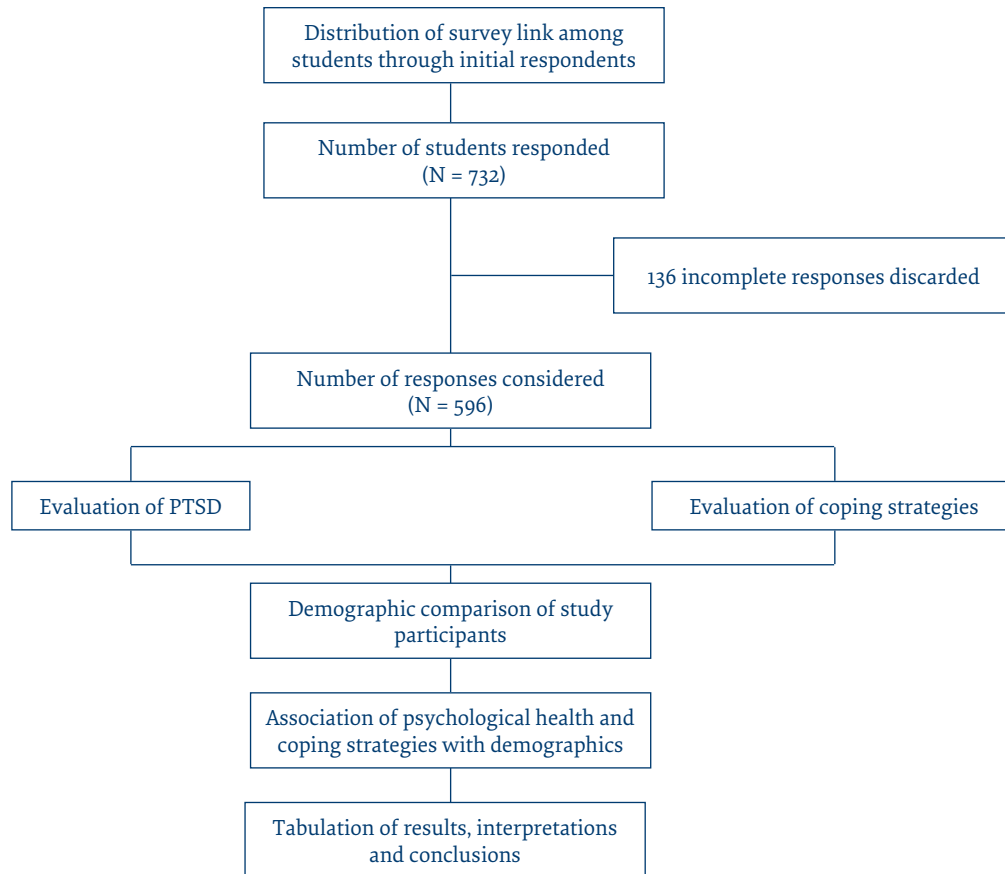 Distribution of survey link among
students through initial respondents
Number of students responded
(N = 732)
136 incomplete responses discarded
Number of responses considered
(N = 596)
Evaluation of PTSD
Evaluation of coping strategies
Demographic comparison of study
participants
Association of psychological health and
coping strategies with demographics
Tabulation of results, interpretations
and conclusions